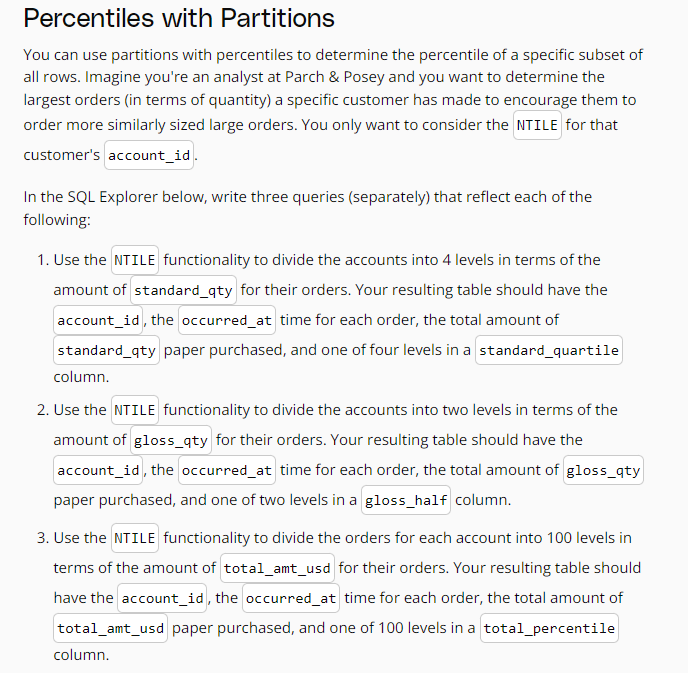 Percentiles with Partitions
You can use partitions with percentiles to determine the percentile of a specific subset of
all rows. Imagine you're an analyst at Parch & Posey and you want to determine the
largest orders (in terms of quantity) a specific customer has made to encourage them to
order more similarly sized large orders. You only want to consider the NTILE for that
customer's account_id.
In the SQL Explorer below, write three queries (separately) that reflect each of the
following:
1. Use the NTILE functionality to divide the accounts into 4 levels in terms of the
amount of standard_qty for their orders. Your resulting table should have the
account_id, the occurred_at time for each order, the total amount of
standard_qty paper purchased, and one of four levels in a standard_quartile
column.
2. Use the NTILE functionality to divide the accounts into two levels in terms of the
amount of gloss_qty for their orders. Your resulting table should have the
account_id, the occurred_at time for each order, the total amount of gloss_qty
paper purchased, and one of two levels in a gloss_half column.
3. Use the NTILE functionality to divide the orders for each account into 100 levels in
terms of the amount of total_amt_usd for their orders. Your resulting table should
have the account_id, the occurred_at time for each order, the total amount of
total_amt_usd paper purchased, and one of 100 levels in a total_percentile
column.